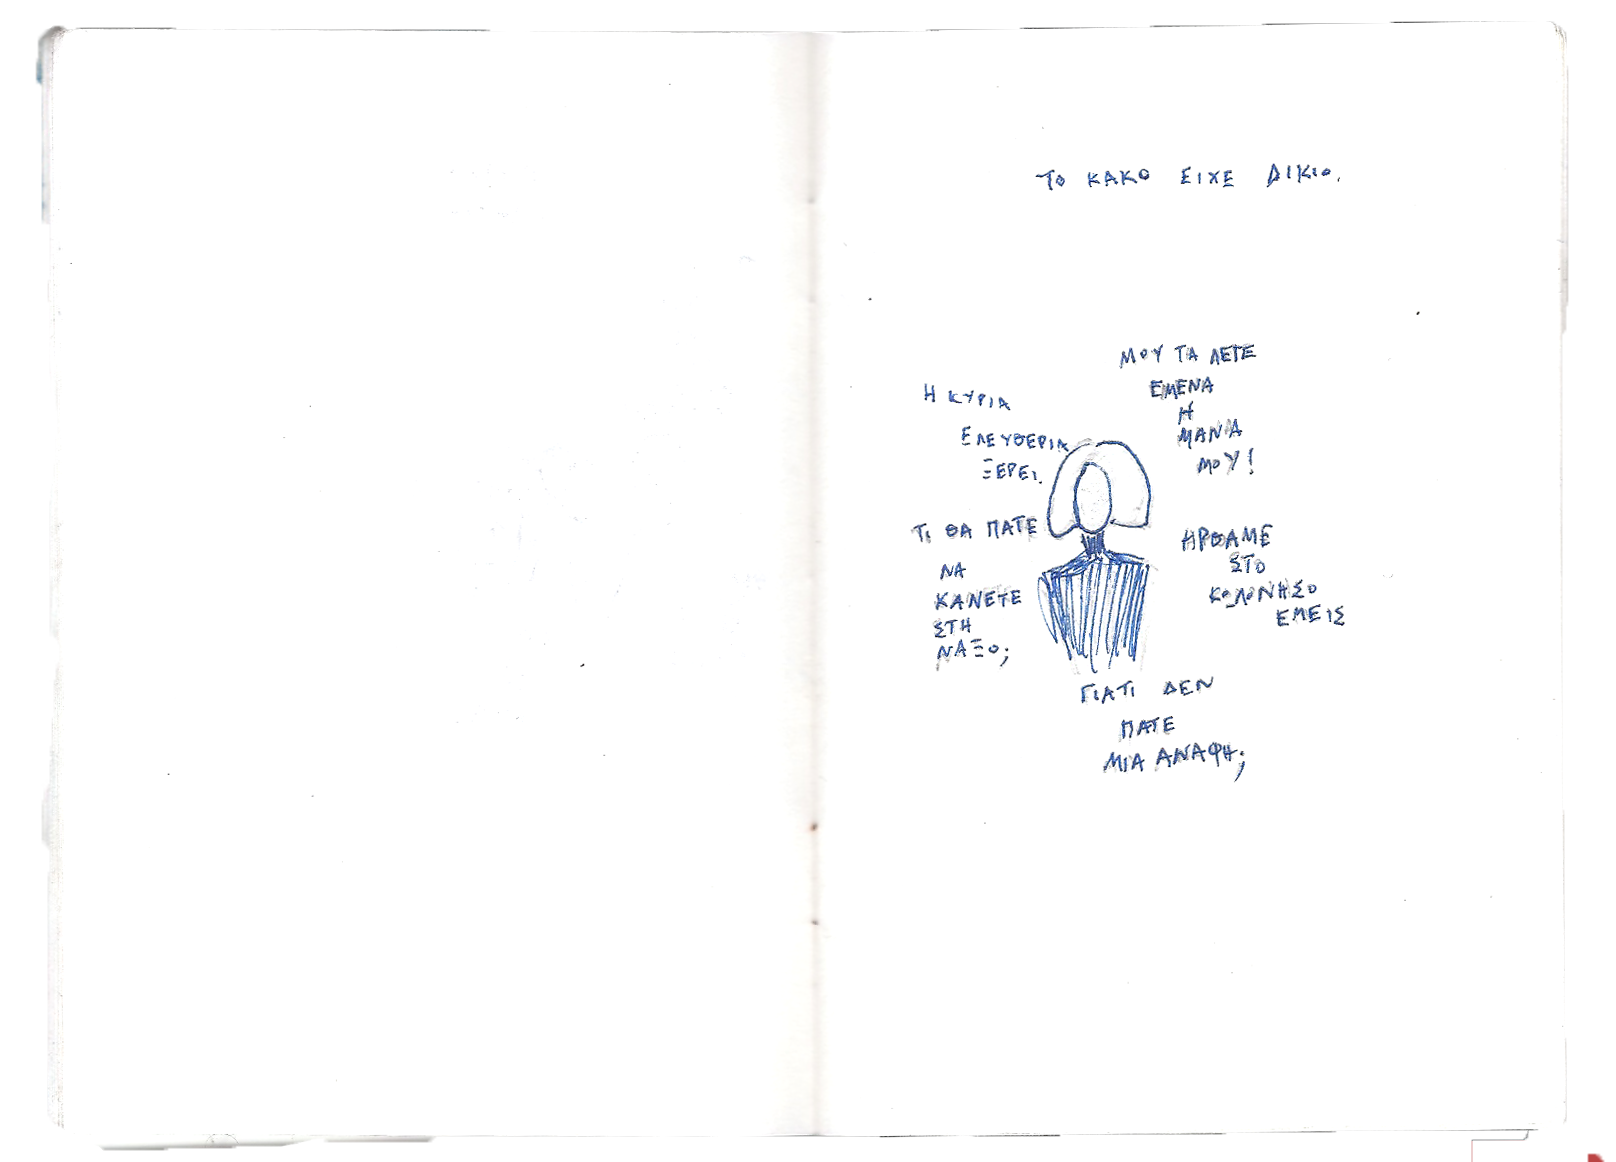 ΤΟ ΚΑΚΟ ΕΙΧΕ ΔΙΚΙΟ.
ΜΟΥ ΤΑ ΛΕΤΕ
ΕΜΕΝΑ
Η
ΜΑΝΑ
ΜΟΥ!
Η ΚΥΡΙΑ
ΕΛΕΥΘΕΡΙΑ
ΞΕΡΕΙ.
ΤΙ ΘΑ ΠΑΤΕ
ΝΑ
ΚΑΝΕΤΕ
ΣΤΗ
ΝΑΞΟ;
ΗΡΘΑΜΕ
ΣΤΟ
ΚΩΛΟΝΗΣΟ
ΕΜΕΙΣ
ΓΙΑΤΙ ΔΕΝ
ΠΑΤΕ
ΜΙΑ ΑΝΑΦΗ;